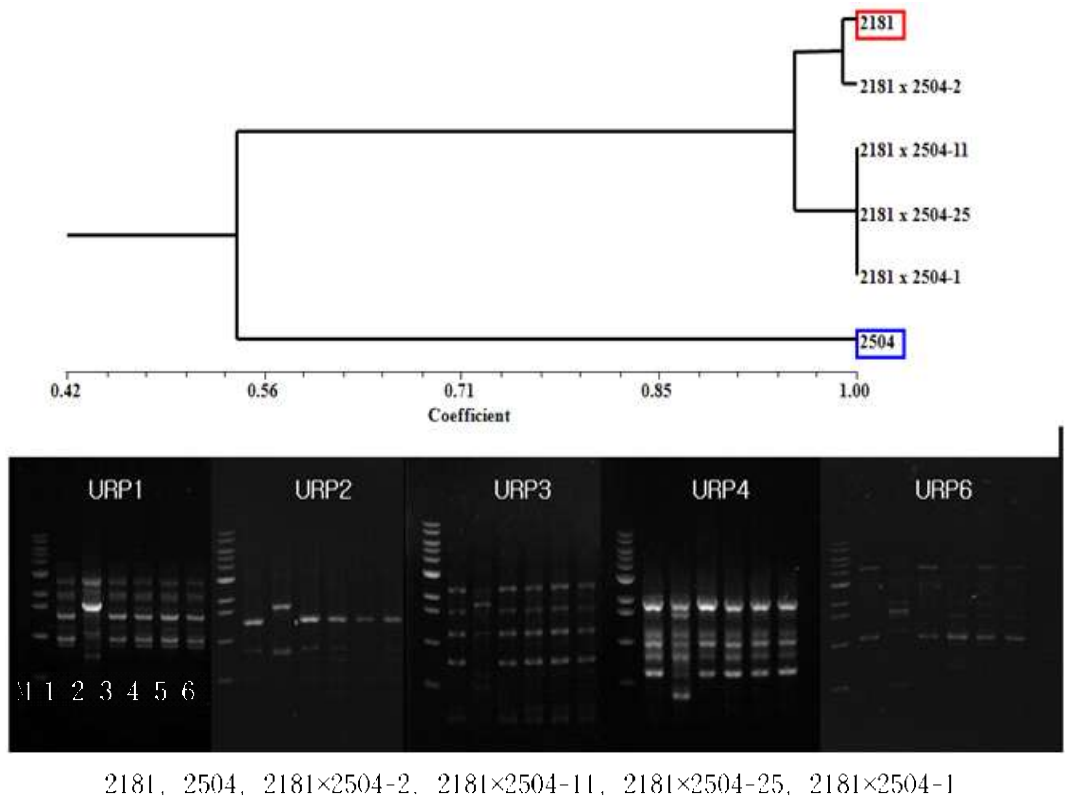 2181
2181 x 2504-2
2181 x 2504-11
2181 x 2504-25
2181 x 2504-1
2504
0.42 0.56 0.71 0.85 1.00
Coefficient
URP1 URP2 URP3 URP4 URP6
M 1 2 3 4 5 6
2181, 2504, 2181×2504-2, 2181×2504-11, 2181×2504-25, 2181×2504-1